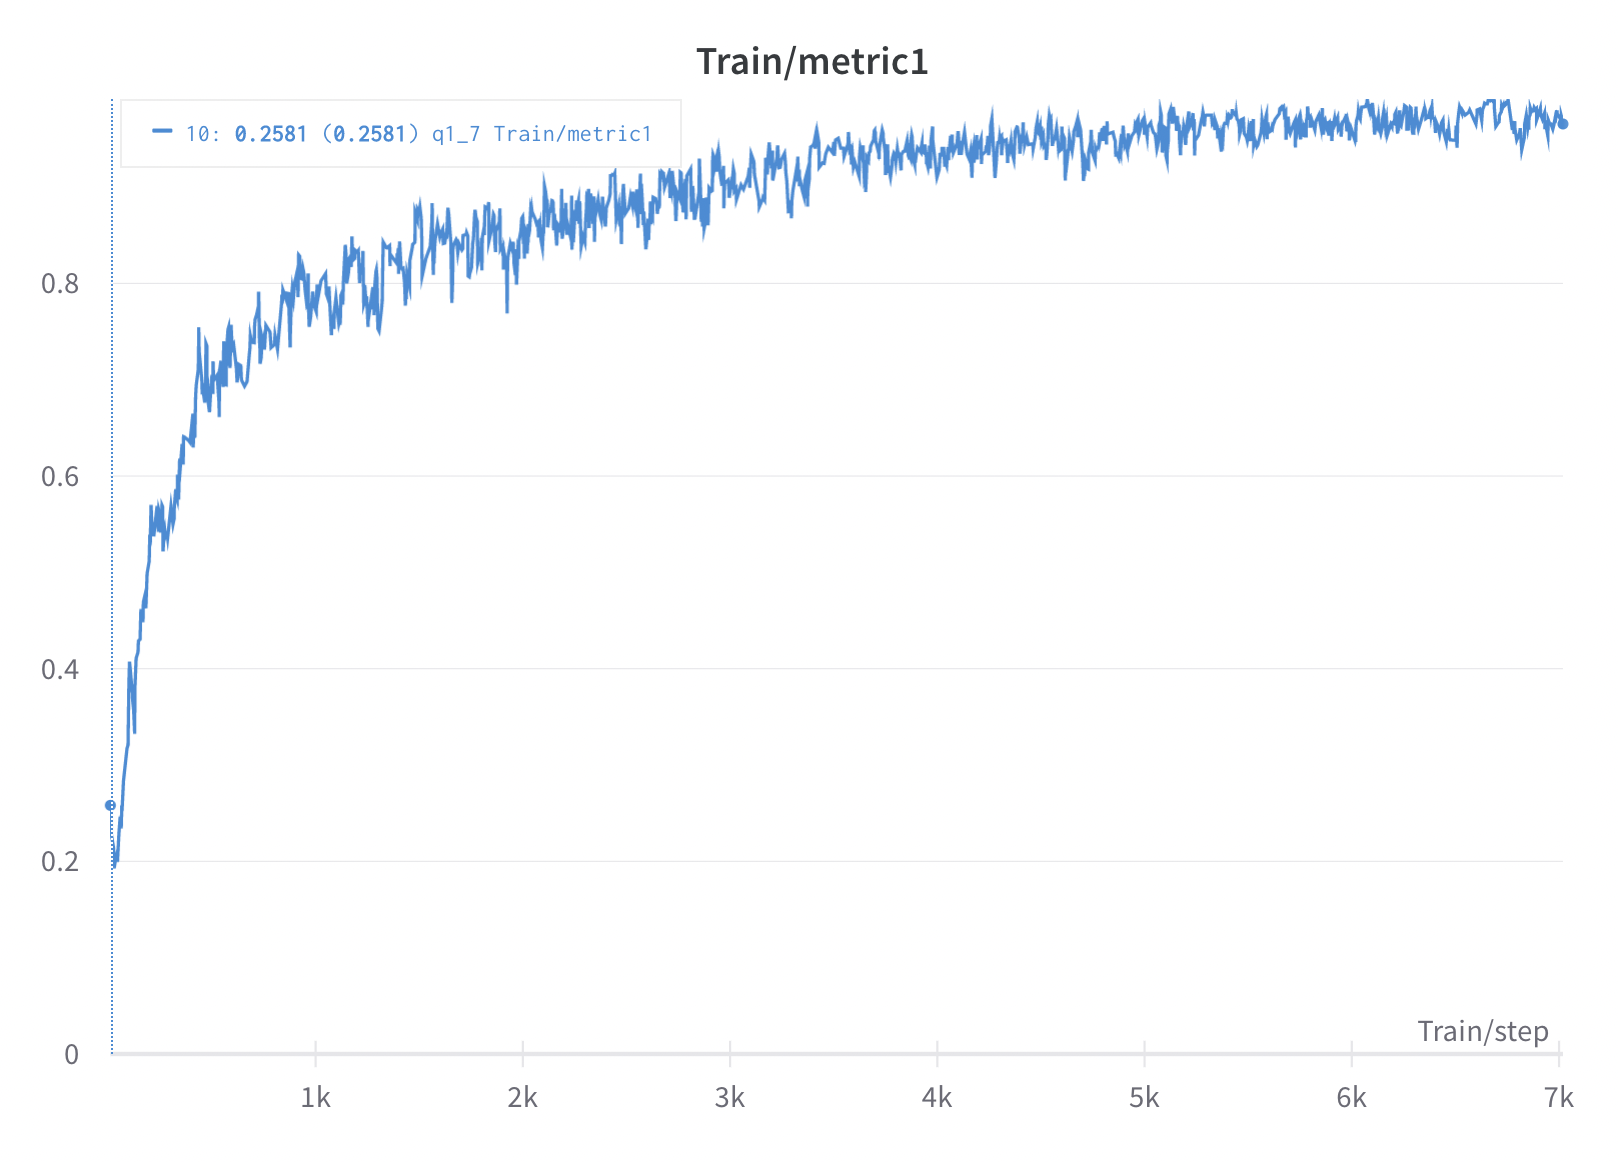 Train/metric1
10: 0.2581 (0.2581) q1_7 Train/metric1
0.8
0.6
0.4
0.2
0
Train/step
1k 2k 3k 4k 5k 6k 7k